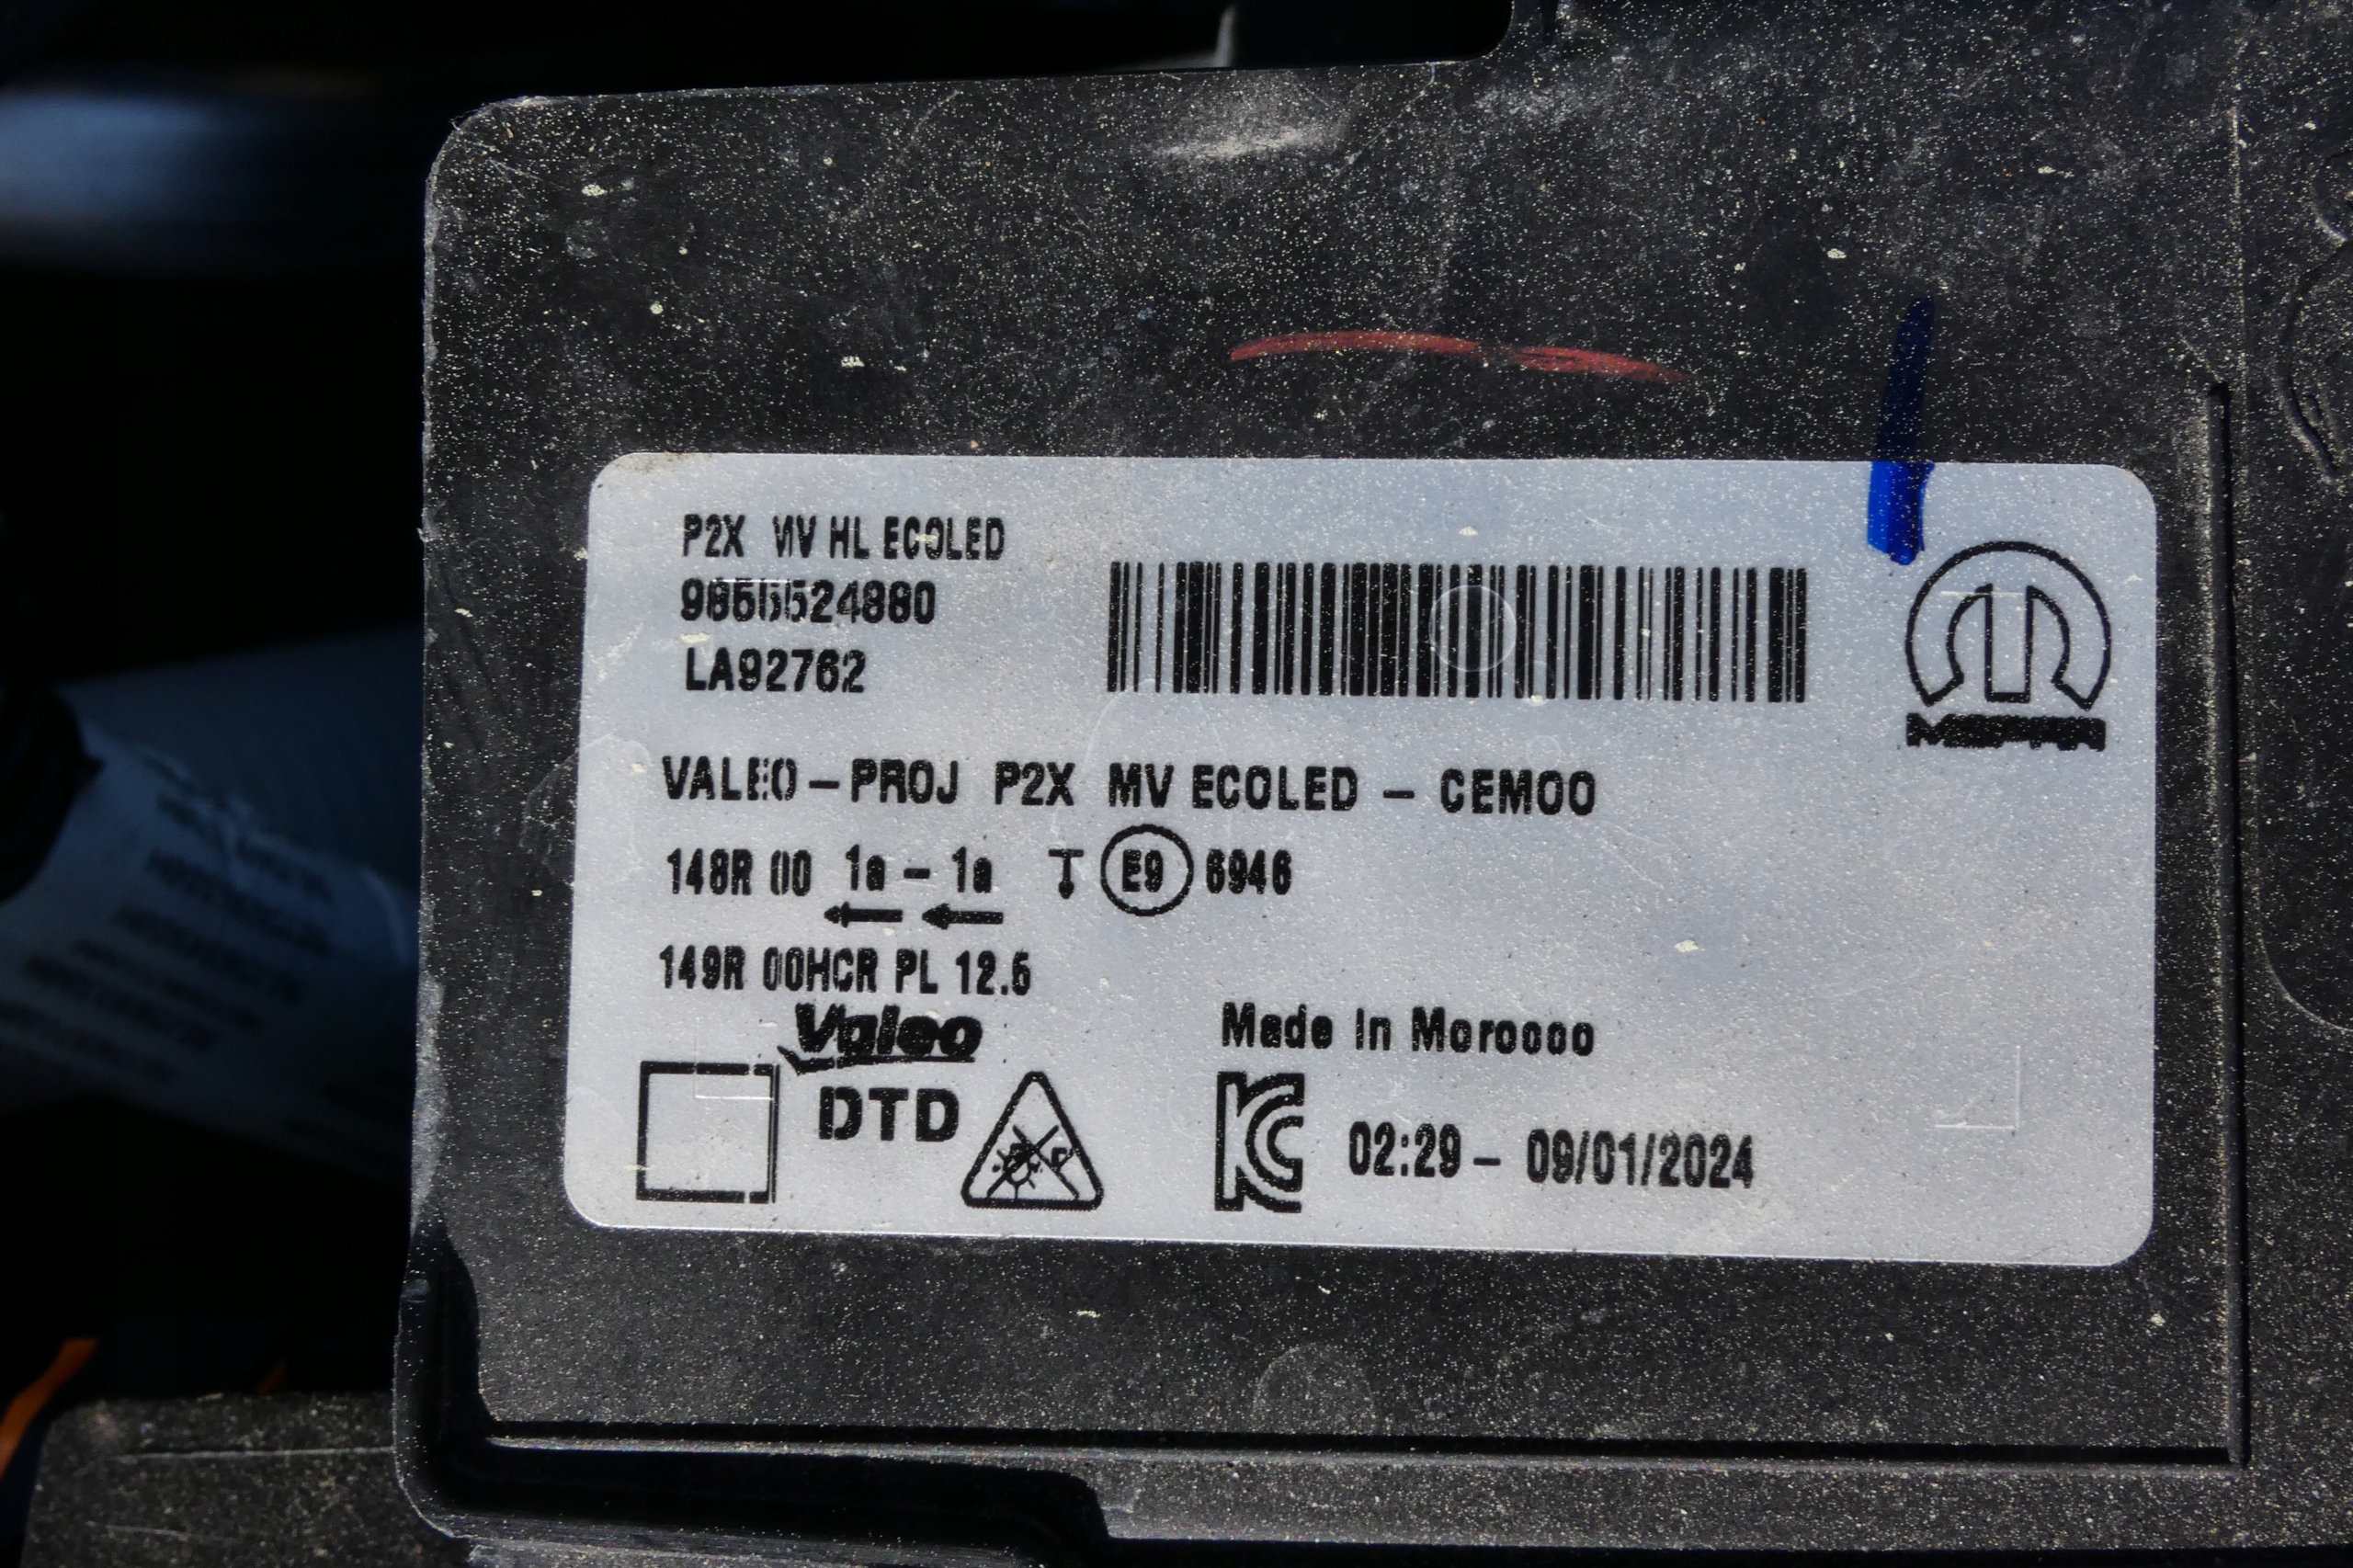 P2X MV HL ECOLED
LA92762
VALEO-PROJ P2X MV ECOLED - CEMOO
148R 00 1a - 1a T E9 6946
149R 00HCR PL 12.5
Valeo
Made In Morocco
DTD
02:29 - 09/01/2024